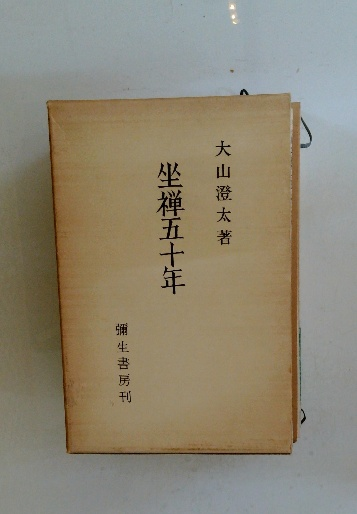 大山澄太著
坐禅五十年
彌生書房刊